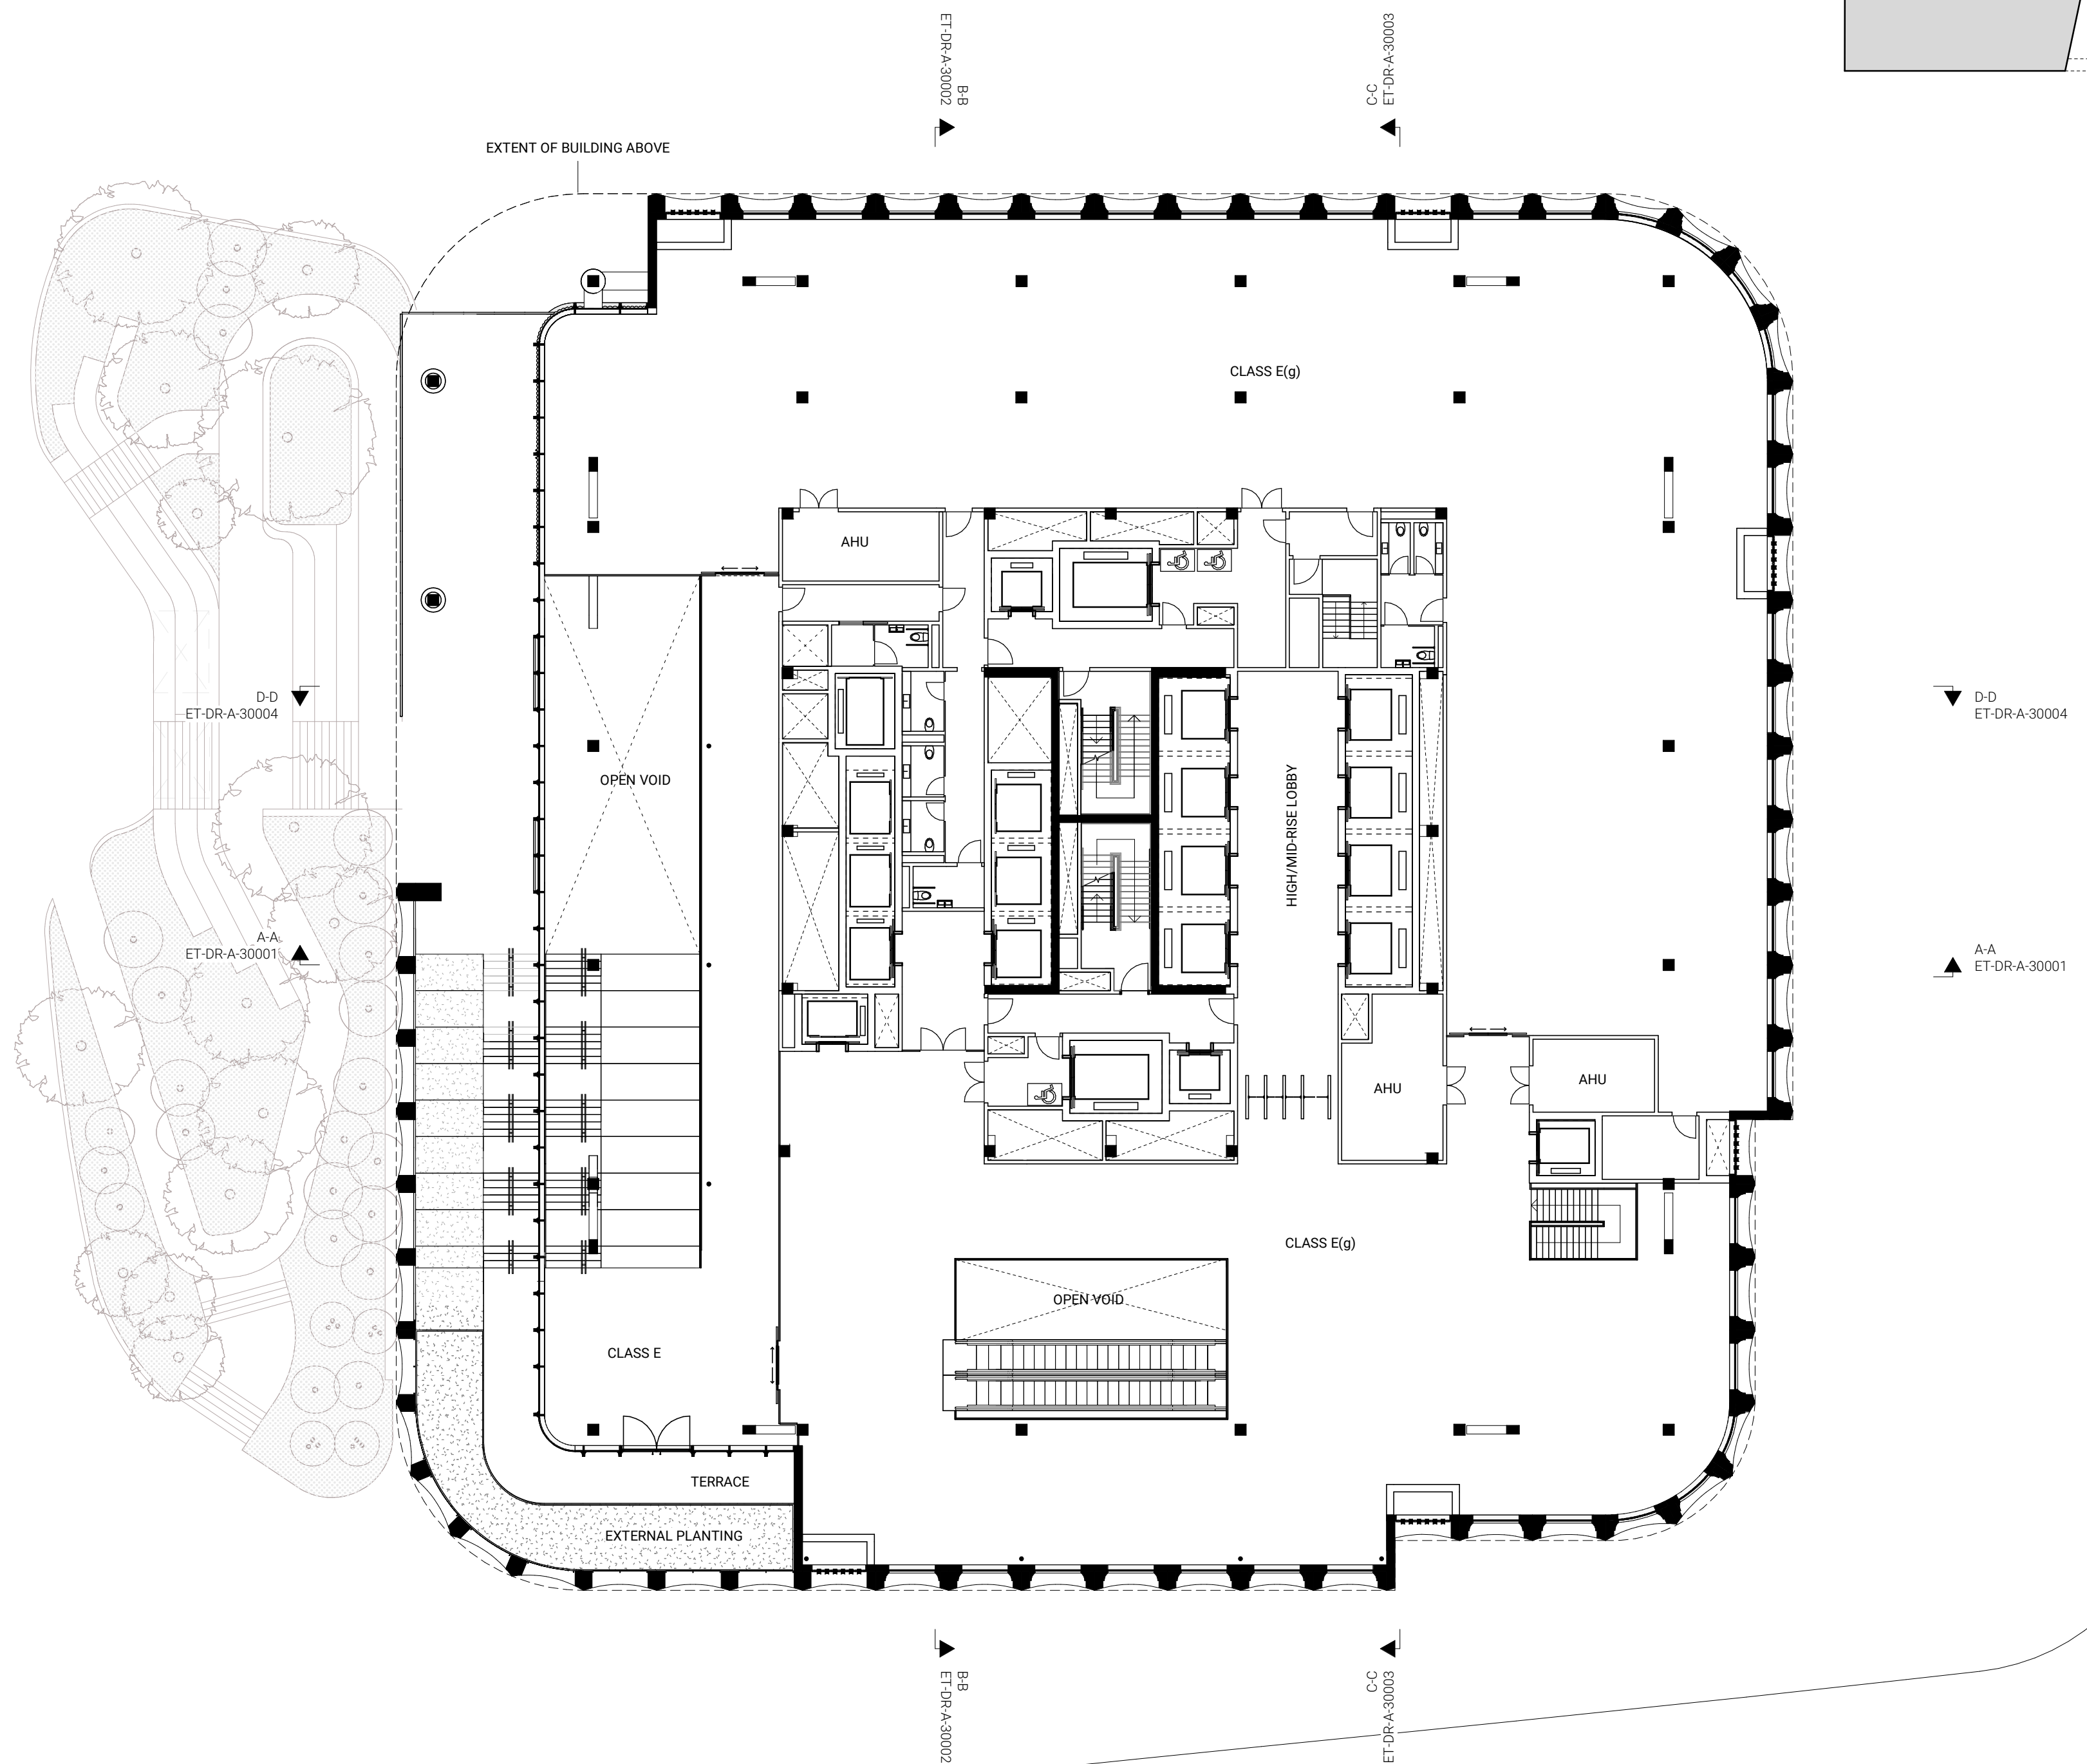 ET-DR-A-30002
B-B
C-C
ET-DR-A-30003
EXTENT OF BUILDING ABOVE
CLASS E(g)
AHU
D-D
ET-DR-A-30004
D-D
ET-DR-A-30004
OPEN VOID
HIGH/MID-RISE LOBBY
A-A
ET-DR-A-30001
A-A
ET-DR-A-30001
AHU
AHU
CLASS E(g)
OPEN VOID
CLASS E
TERRACE
EXTERNAL PLANTING
ET-DR-A-30002
B-B
C-C
ET-DR-A-30003